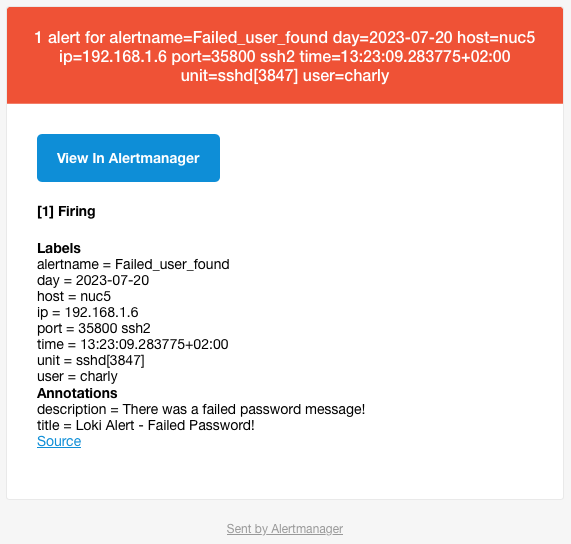 1 alert for alertname=Failed_user_found day=2023-07-20 host=nuc5
ip=192.168.1.6 port=35800 ssh2 time=13:23:09.283775+02:00
unit=sshd[3847] user=charly
View In Alertmanager
[1] Firing
Labels
alertname = Failed_user_found
day = 2023-07-20
host = nuc5
ip = 192.168.1.6
port = 35800 ssh2
time = 13:23:09.283775+02:00
unit = sshd[3847]
user = charly
Annotations
description = There was a failed password message!
title = Loki Alert - Failed Password!
Source
Sent by Alertmanager